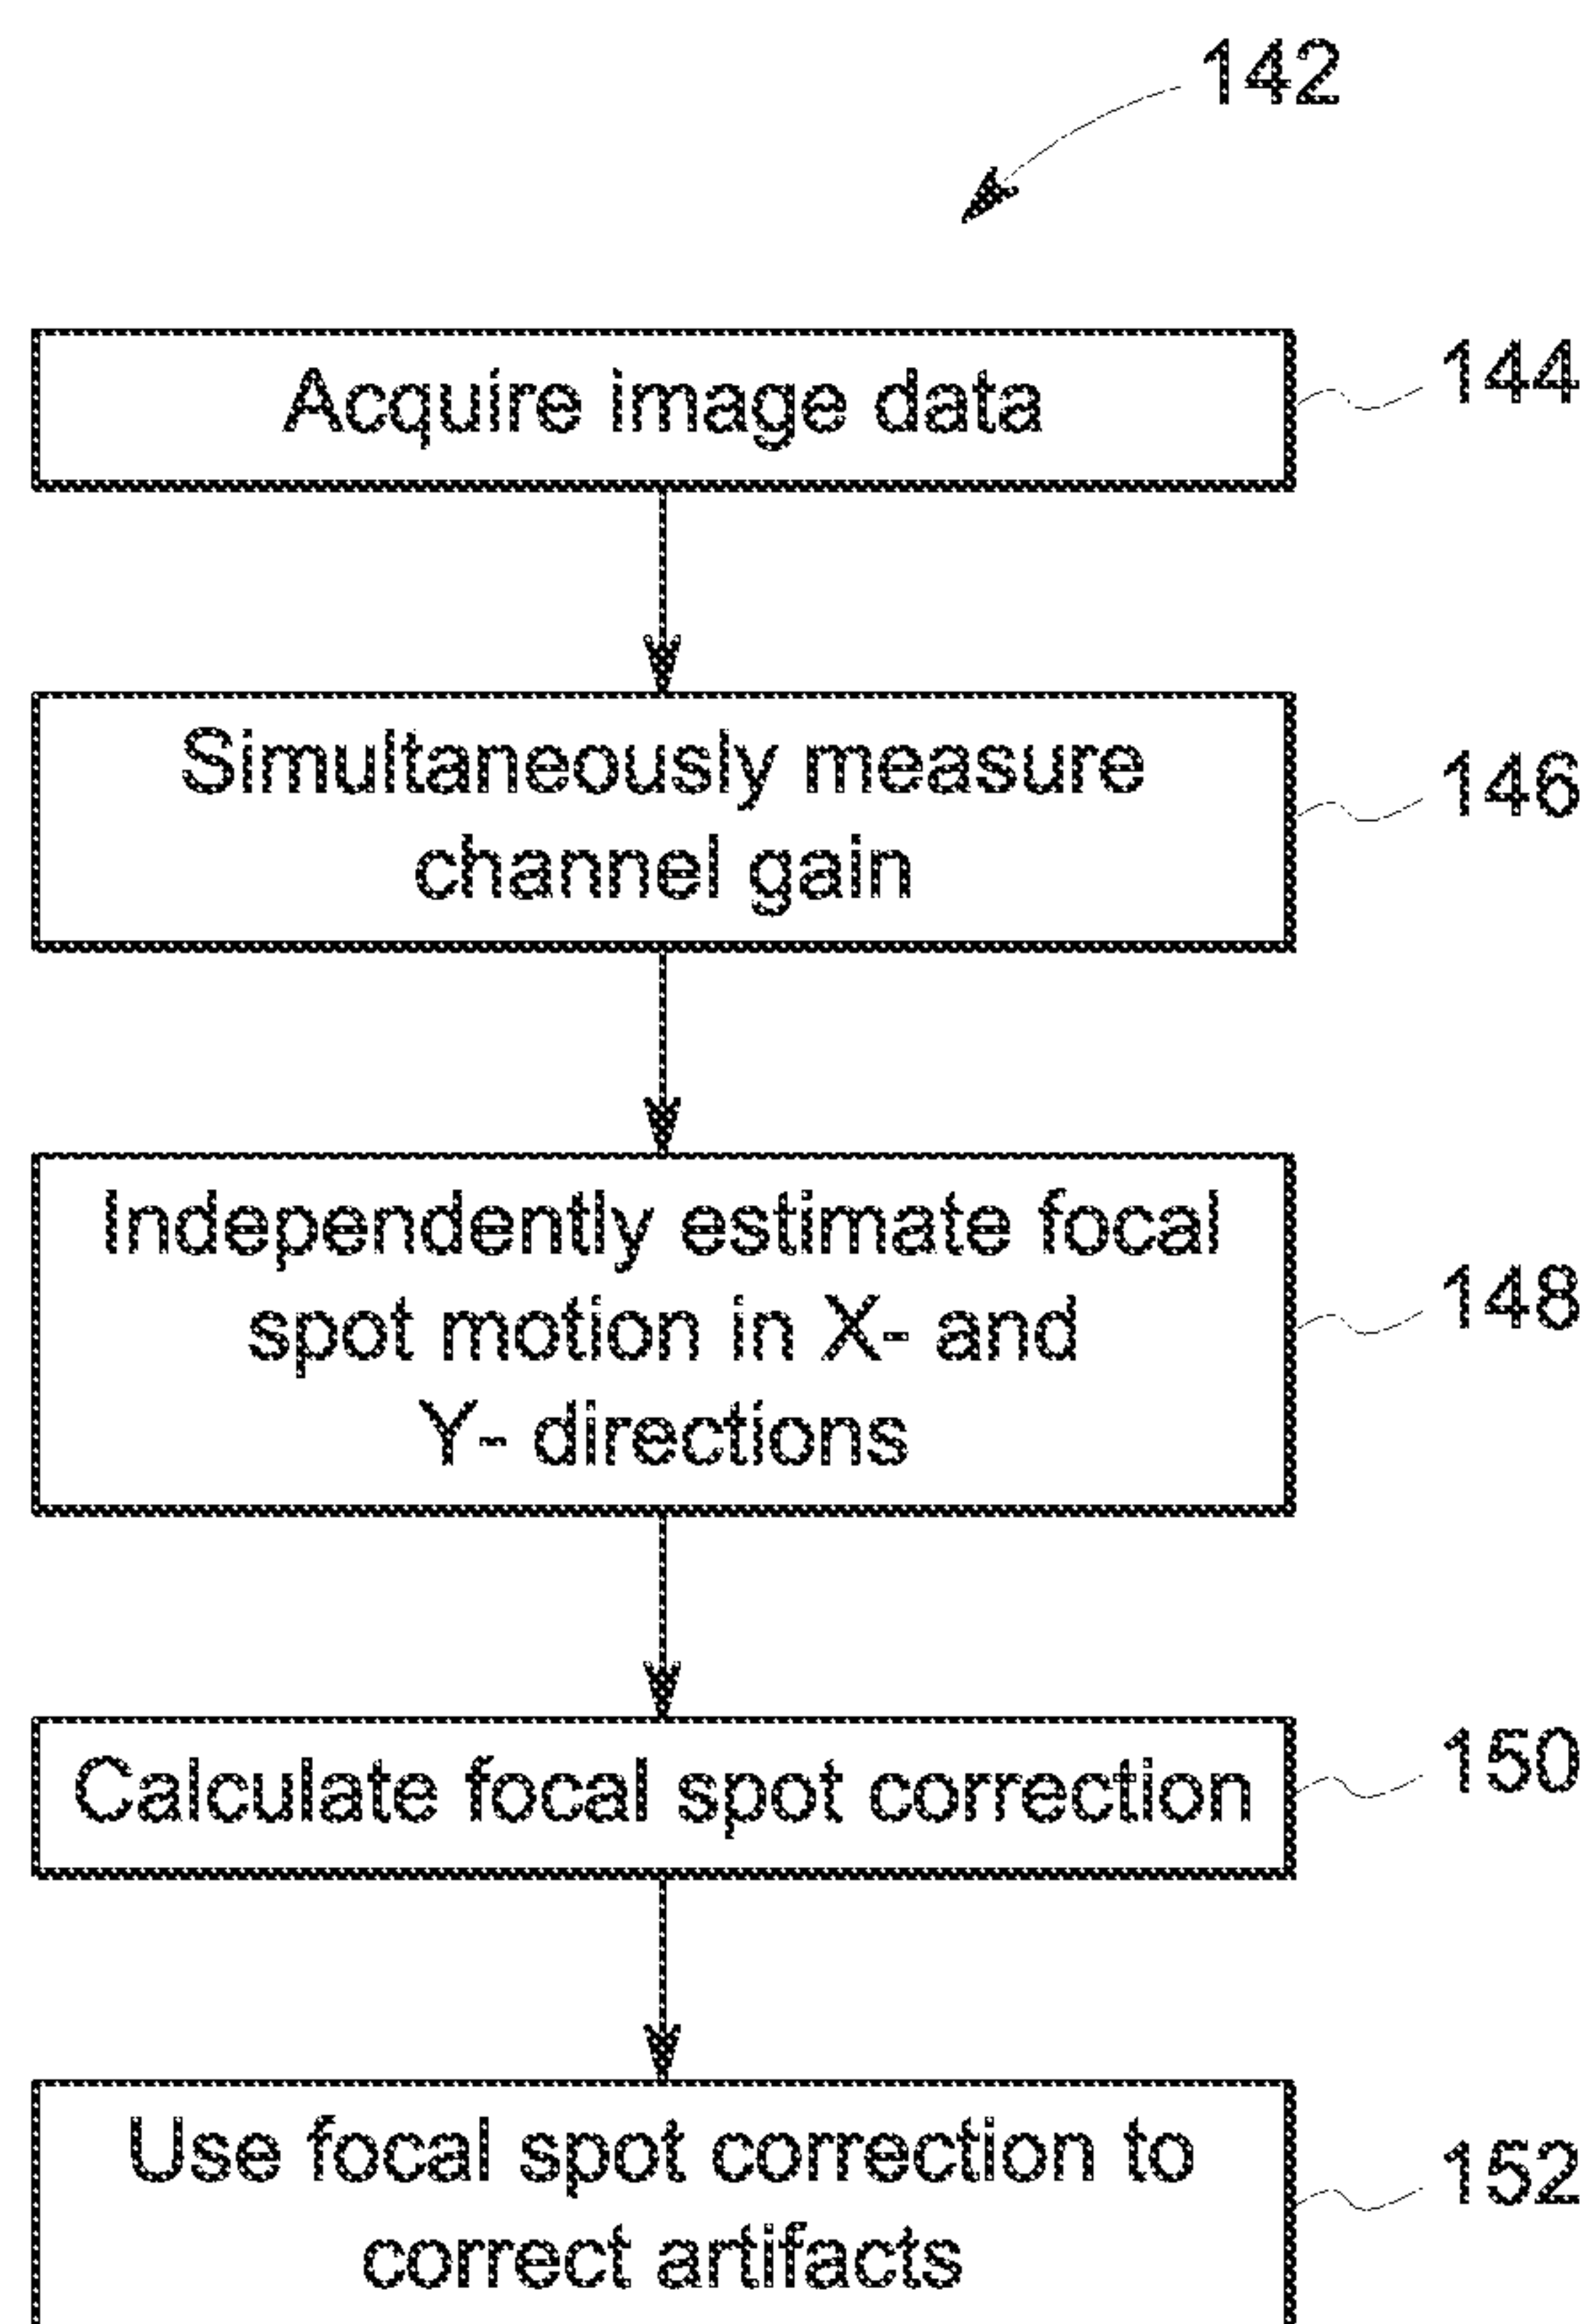 142
Acquire image data
144
Simultaneously measure
channel gain
146
Independently estimate focal
spot motion in X- and
Y- directions
148
Calculate focal spot correction
150
Use focal spot correction to
correct artifacts
152